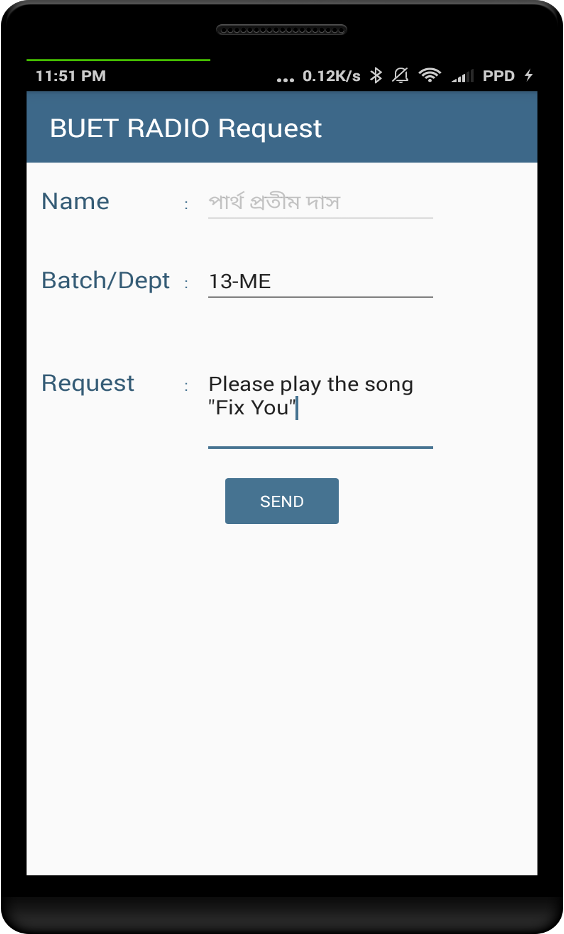 11:51 PM ... 0.12K/s PPD
BUET RADIO Request
Name : পার্থ প্রতীম দাস
Batch/Dept : 13-ME
Request : Please play the song
"Fix You"
SEND